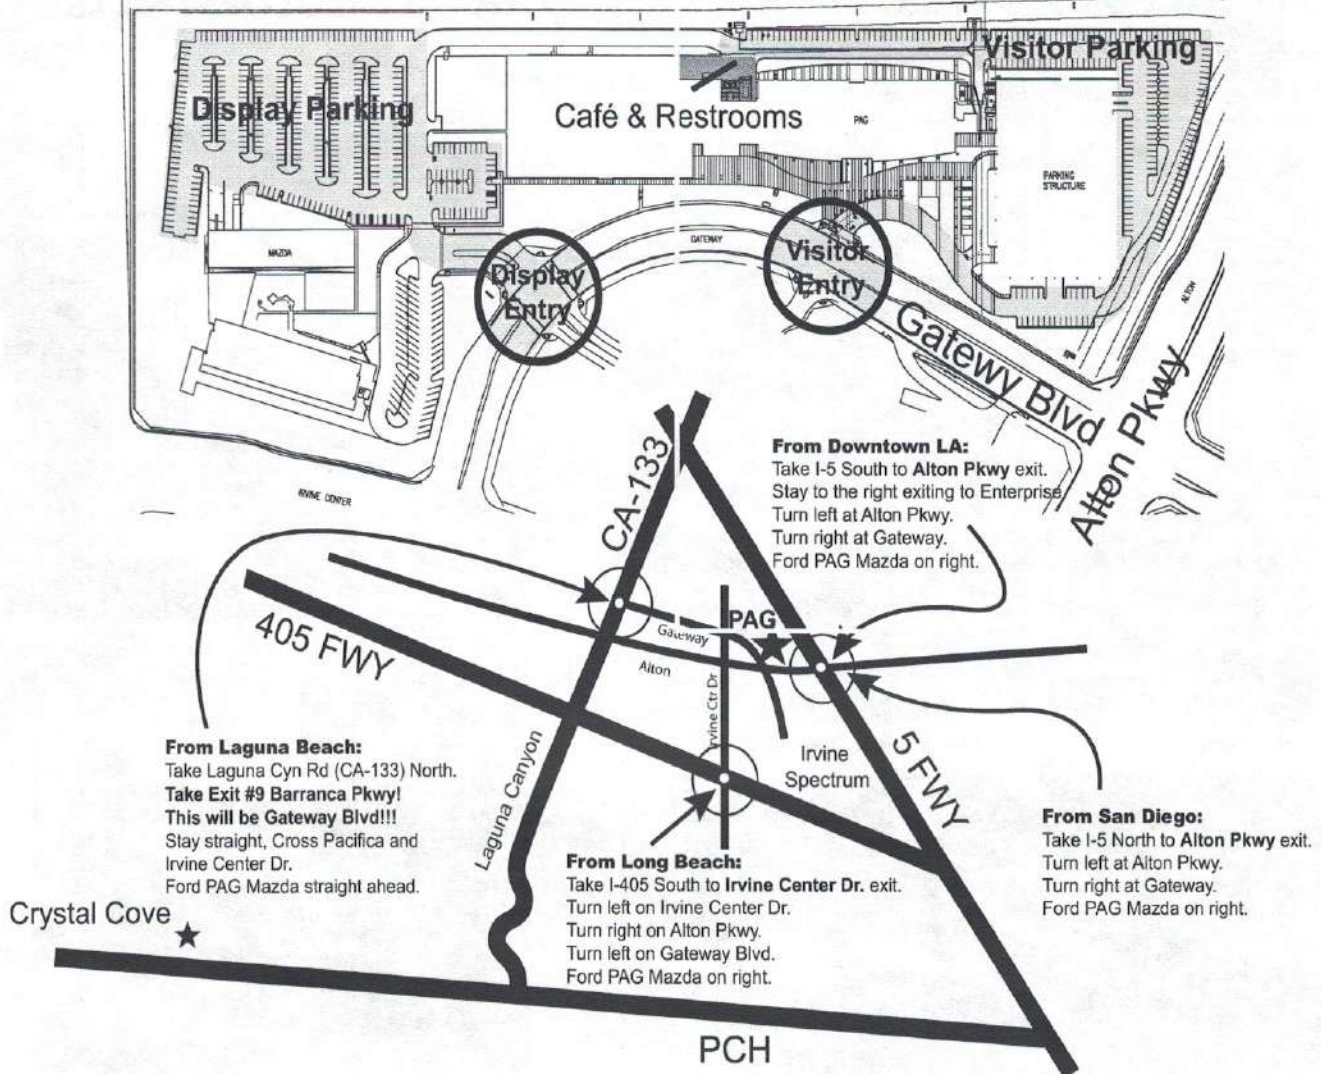 Visitor Parking
Display Parking
Café & Restrooms
PAG
PARKING
STRUCTURE
MAZDA
GATEWAY
Display
Entry
Visitor
Entry
ALTON
Gatewy Blvd
Alton Pkwy
IRVINE CENTER
CA-133
From Downtown LA:
Take I-5 South to Alton Pkwy exit.
Stay to the right exiting to Enterprise
Turn left at Alton Pkwy.
Turn right at Gateway.
Ford PAG Mazda on right.
405 FWY
Gateway
PAG
Alton
Irvine Ctr Dr
Laguna Canyon
Irvine
Spectrum
5 FWY
From Laguna Beach:
Take Laguna Cyn Rd (CA-133) North.
Take Exit #9 Barranca Pkwy!
This will be Gateway Blvd!!!
Stay straight, Cross Pacifica and
Irvine Center Dr.
Ford PAG Mazda straight ahead.
From Long Beach:
Take I-405 South to Irvine Center Dr. exit.
Turn left on Irvine Center Dr.
Turn right on Alton Pkwy.
Turn left on Gateway Blvd.
Ford PAG Mazda on right.
From San Diego:
Take I-5 North to Alton Pkwy exit.
Turn left at Alton Pkwy.
Turn right at Gateway.
Ford PAG Mazda on right.
Crystal Cove
PCH